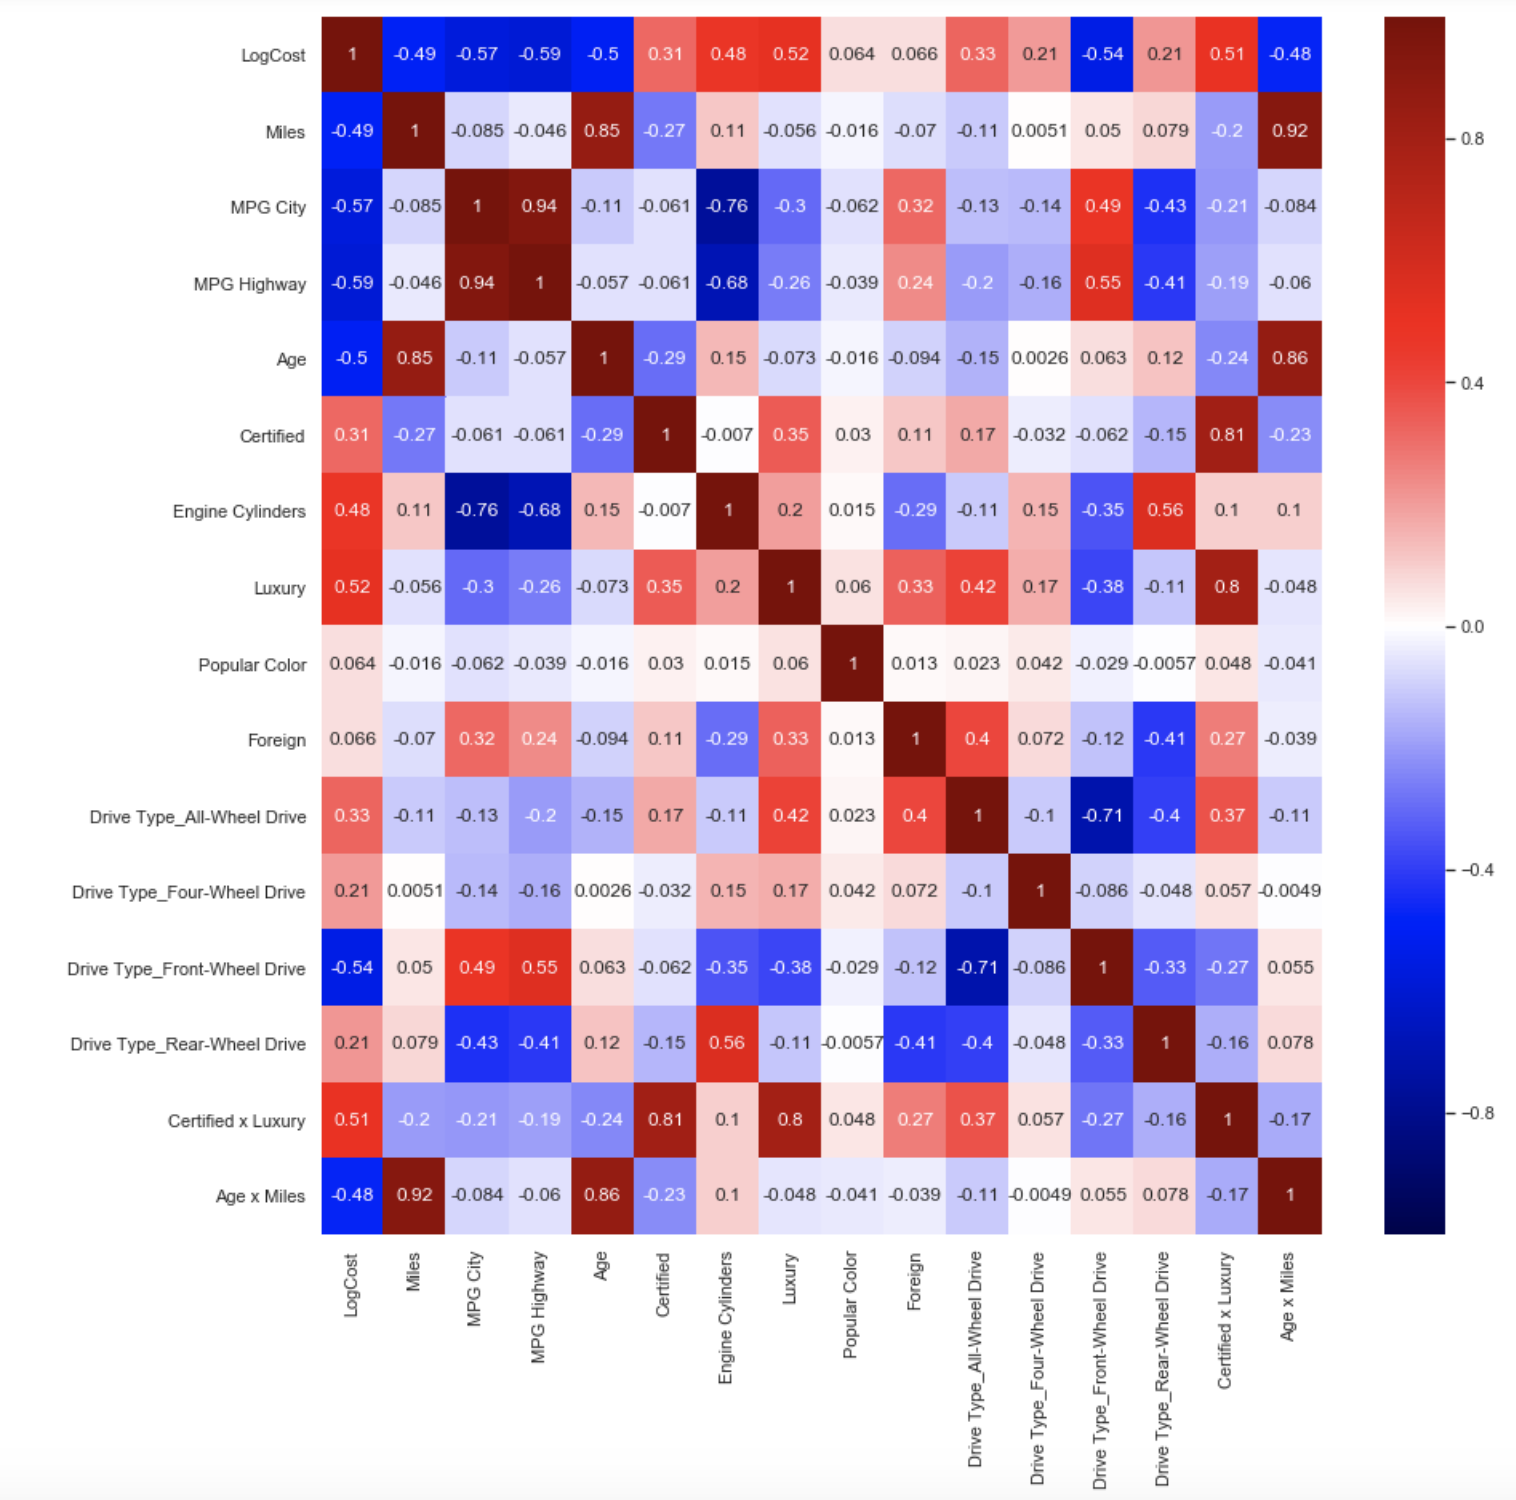 LogCost 1 -0.49 -0.57 -0.59 -0.5 0.31 0.48 0.52 0.064 0.066 0.33 0.21 -0.54 0.21 0.51 -0.48
Miles -0.49 1 -0.085 -0.046 0.85 -0.27 0.11 -0.056 -0.016 -0.07 -0.11 0.0051 0.05 0.079 -0.2 0.92
MPG City -0.57 -0.085 1 0.94 -0.11 -0.061 -0.76 -0.3 -0.062 0.32 -0.13 -0.14 0.49 -0.43 -0.21 -0.084
MPG Highway -0.59 -0.046 0.94 1 -0.057 -0.061 -0.68 -0.26 -0.039 0.24 -0.2 -0.16 0.55 -0.41 -0.19 -0.06
Age -0.5 0.85 -0.11 -0.057 1 -0.29 0.15 -0.073 -0.016 -0.094 -0.15 0.0026 0.063 0.12 -0.24 0.86
Certified 0.31 -0.27 -0.061 -0.061 -0.29 1 -0.007 0.35 0.03 0.11 0.17 -0.032 -0.062 -0.15 0.81 -0.23
Engine Cylinders 0.48 0.11 -0.76 -0.68 0.15 -0.007 1 0.2 0.015 -0.29 -0.11 0.15 -0.35 0.56 0.1 0.1
Luxury 0.52 -0.056 -0.3 -0.26 -0.073 0.35 0.2 1 0.06 0.33 0.42 0.17 -0.38 -0.11 0.8 -0.048
Popular Color 0.064 -0.016 -0.062 -0.039 -0.016 0.03 0.015 0.06 1 0.013 0.023 0.042 -0.029 -0.0057 0.048 -0.041
Foreign 0.066 -0.07 0.32 0.24 -0.094 0.11 -0.29 0.33 0.013 1 0.4 0.072 -0.12 -0.41 0.27 -0.039
Drive Type_All-Wheel Drive 0.33 -0.11 -0.13 -0.2 -0.15 0.17 -0.11 0.42 0.023 0.4 1 -0.1 -0.71 -0.4 0.37 -0.11
Drive Type_Four-Wheel Drive 0.21 0.0051 -0.14 -0.16 0.0026 -0.032 0.15 0.17 0.042 0.072 -0.1 1 -0.086 -0.048 0.057 -0.0049
Drive Type_Front-Wheel Drive -0.54 0.05 0.49 0.55 0.063 -0.062 -0.35 -0.38 -0.029 -0.12 -0.71 -0.086 1 -0.33 -0.27 0.055
Drive Type_Rear-Wheel Drive 0.21 0.079 -0.43 -0.41 0.12 -0.15 0.56 -0.11 -0.0057 -0.41 -0.4 -0.048 -0.33 1 -0.16 0.078
Certified x Luxury 0.51 -0.2 -0.21 -0.19 -0.24 0.81 0.1 0.8 0.048 0.27 0.37 0.057 -0.27 -0.16 1 -0.17
Age x Miles -0.48 0.92 -0.084 -0.06 0.86 -0.23 0.1 -0.048 -0.041 -0.039 -0.11 -0.0049 0.055 0.078 -0.17 1
LogCost
Miles
MPG City
MPG Highway
Age
Certified
Engine Cylinders
Luxury
Popular Color
Foreign
Drive Type_All-Wheel Drive
Drive Type_Four-Wheel Drive
Drive Type_Front-Wheel Drive
Drive Type_Rear-Wheel Drive
Certified x Luxury
Age x Miles
0.8
0.4
0.0
−0.4
−0.8